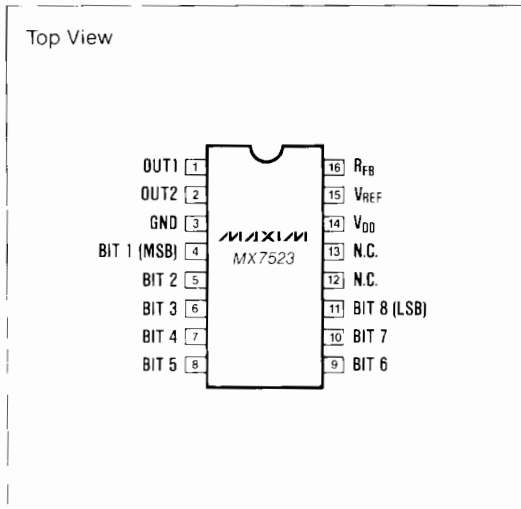 Top View
OUT1 1
OUT2 2
GND 3
BIT 1 (MSB) 4
BIT 2 5
BIT 3 6
BIT 4 7
BIT 5 8
MAXIM
MX7523
16 RFB
15 VREF
14 VDD
13 N.C.
12 N.C.
11 BIT 8 (LSB)
10 BIT 7
9 BIT 6